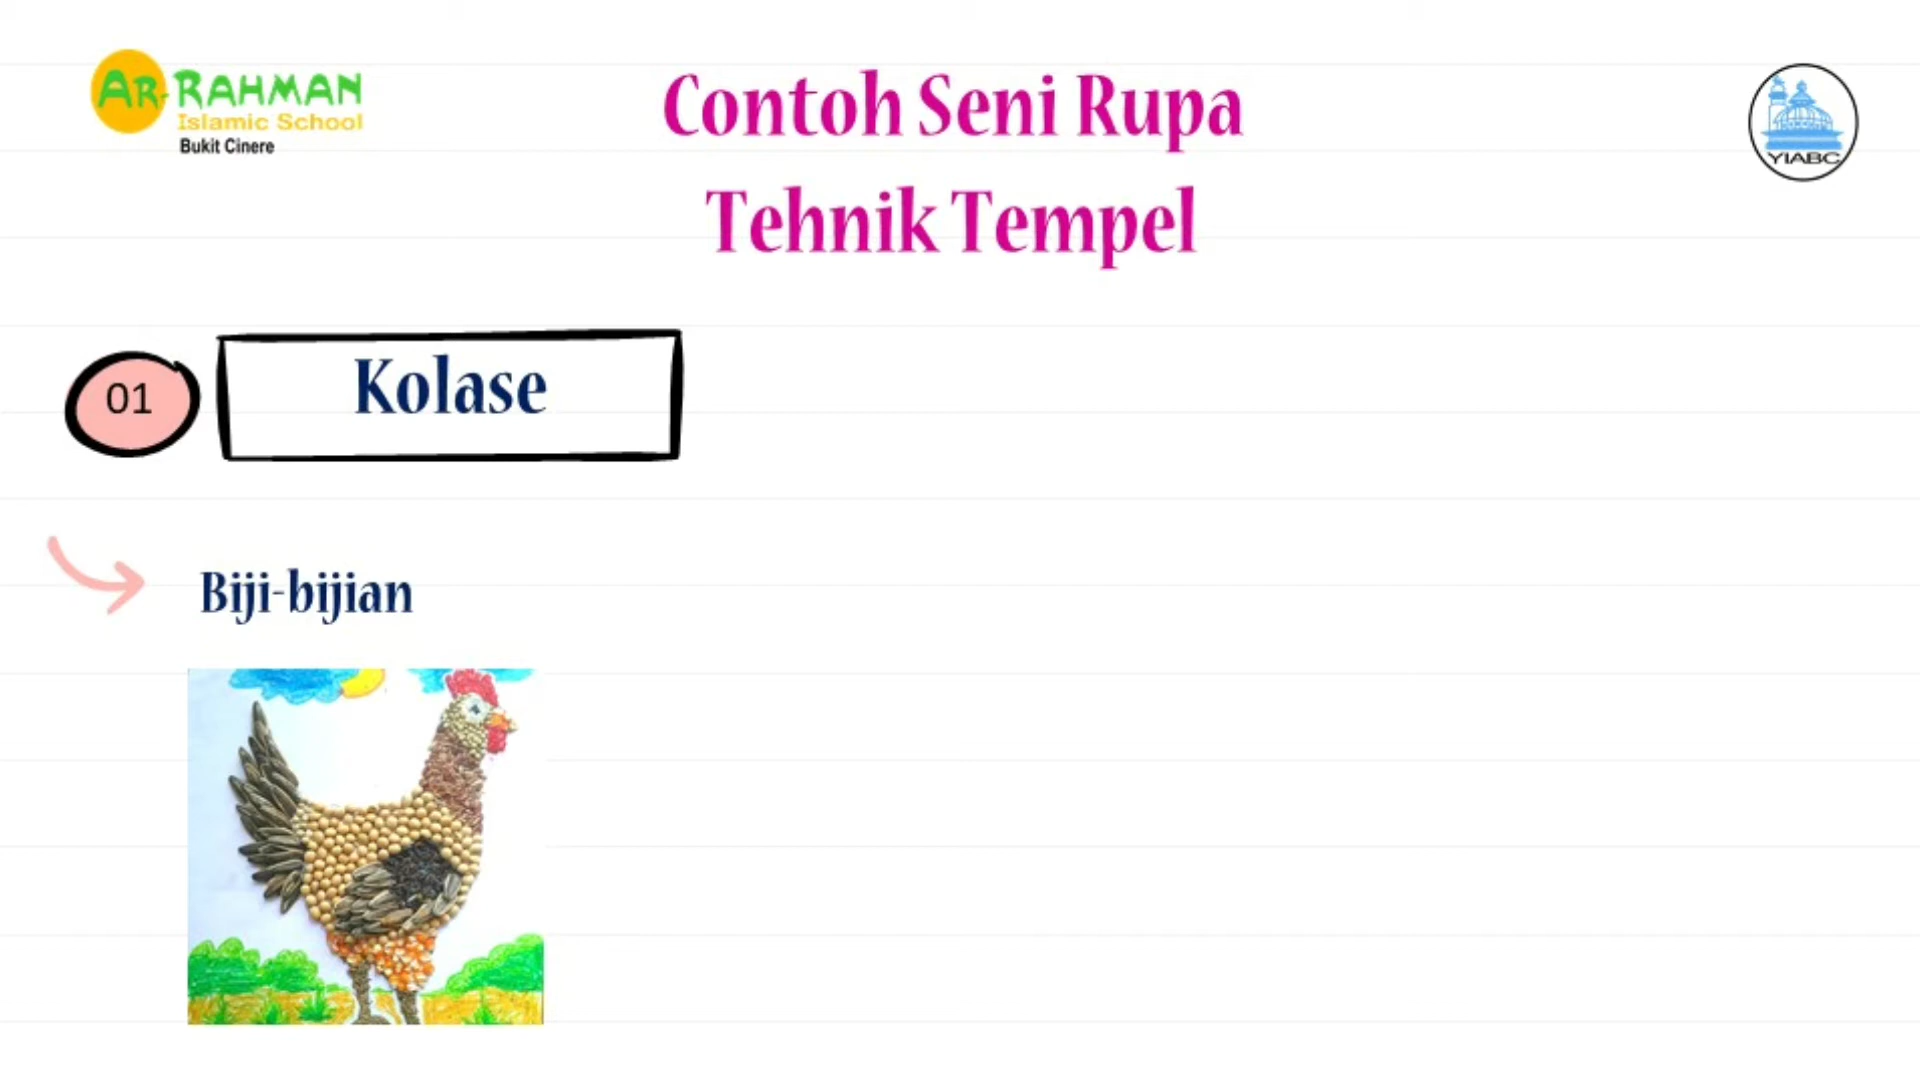 AR-RAHMAN
Islamic School
Bukit Cinere
Contoh Seni Rupa
Tehnik Tempel
YIABC
01
Kolase
Biji-bijian